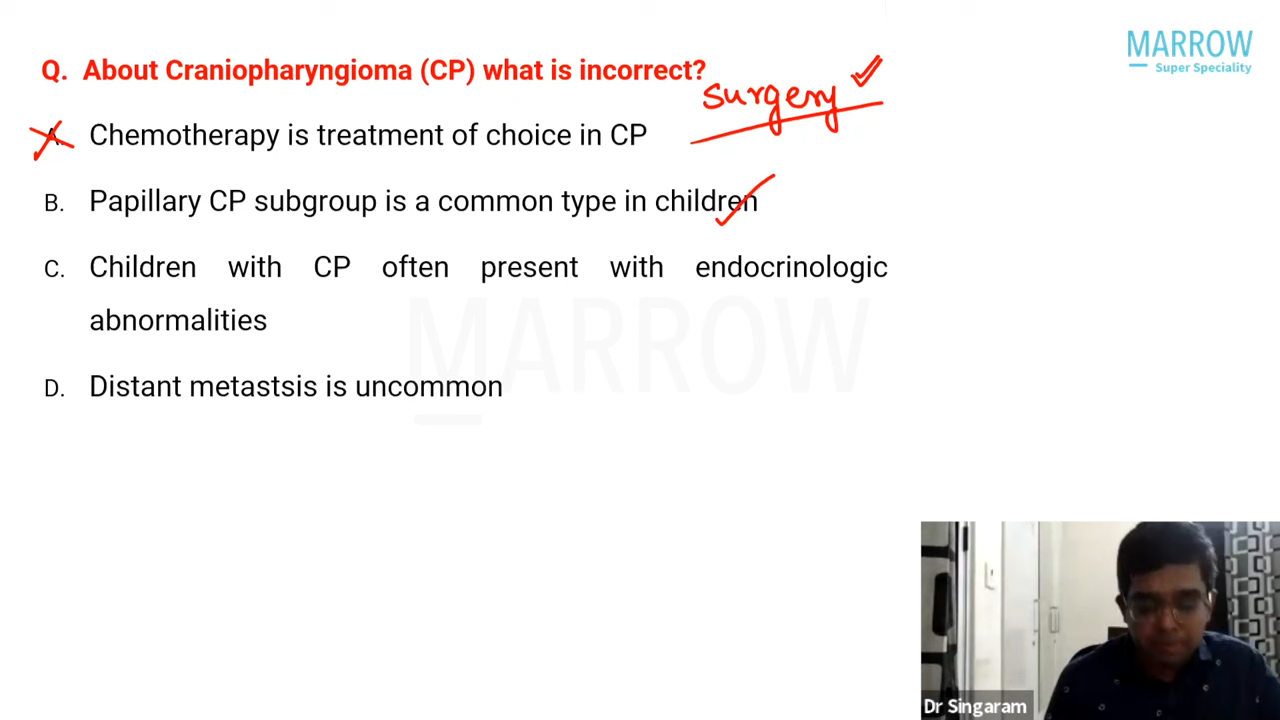 MARROW
Super Speciality
Q. About Craniopharyngioma (CP) what is incorrect?
surgery
A. Chemotherapy is treatment of choice in CP
B. Papillary CP subgroup is a common type in children
C. Children with CP often present with endocrinologic
abnormalities
MARROW
D. Distant metastsis is uncommon
Dr Singaram